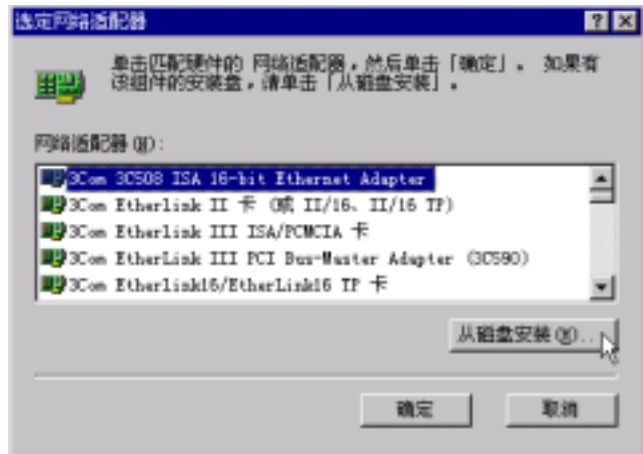 选定网络适配器
单击匹配硬件的 网络适配器，然后单击「确定」。 如果有
该组件的安装盘，请单击「从磁盘安装」。
网络适配器(N)：
3Com 3C508 ISA 16-bit Ethernet Adapter
3Com Etherlink II 卡 (或 II/16、II/16 TP)
3Com Etherlink III ISA/PCMCIA 卡
3Com EtherLink III PCI Bus-Master Adapter (3C590)
3Com Etherlink16/EtherLink16 TP 卡
从磁盘安装(H)...
确定
取消